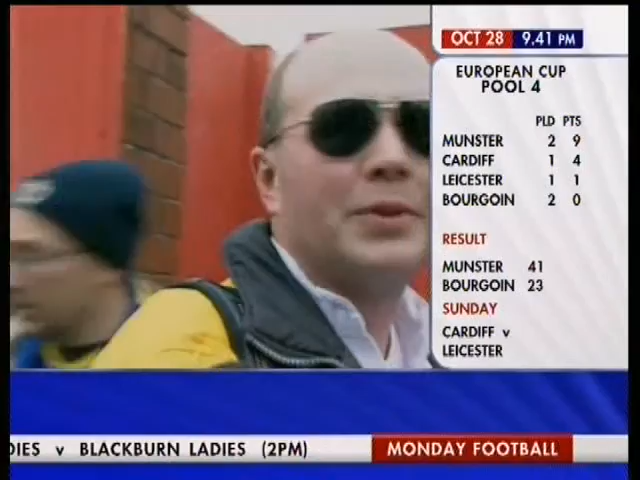 OCT 28 9.41 PM
EUROPEAN CUP
POOL 4
PLD PTS
MUNSTER 2 9
CARDIFF 1 4
LEICESTER 1 1
BOURGOIN 2 0
RESULT
MUNSTER 41
BOURGOIN 23
SUNDAY
CARDIFF v
LEICESTER
DIES v BLACKBURN LADIES (2PM) MONDAY FOOTBALL